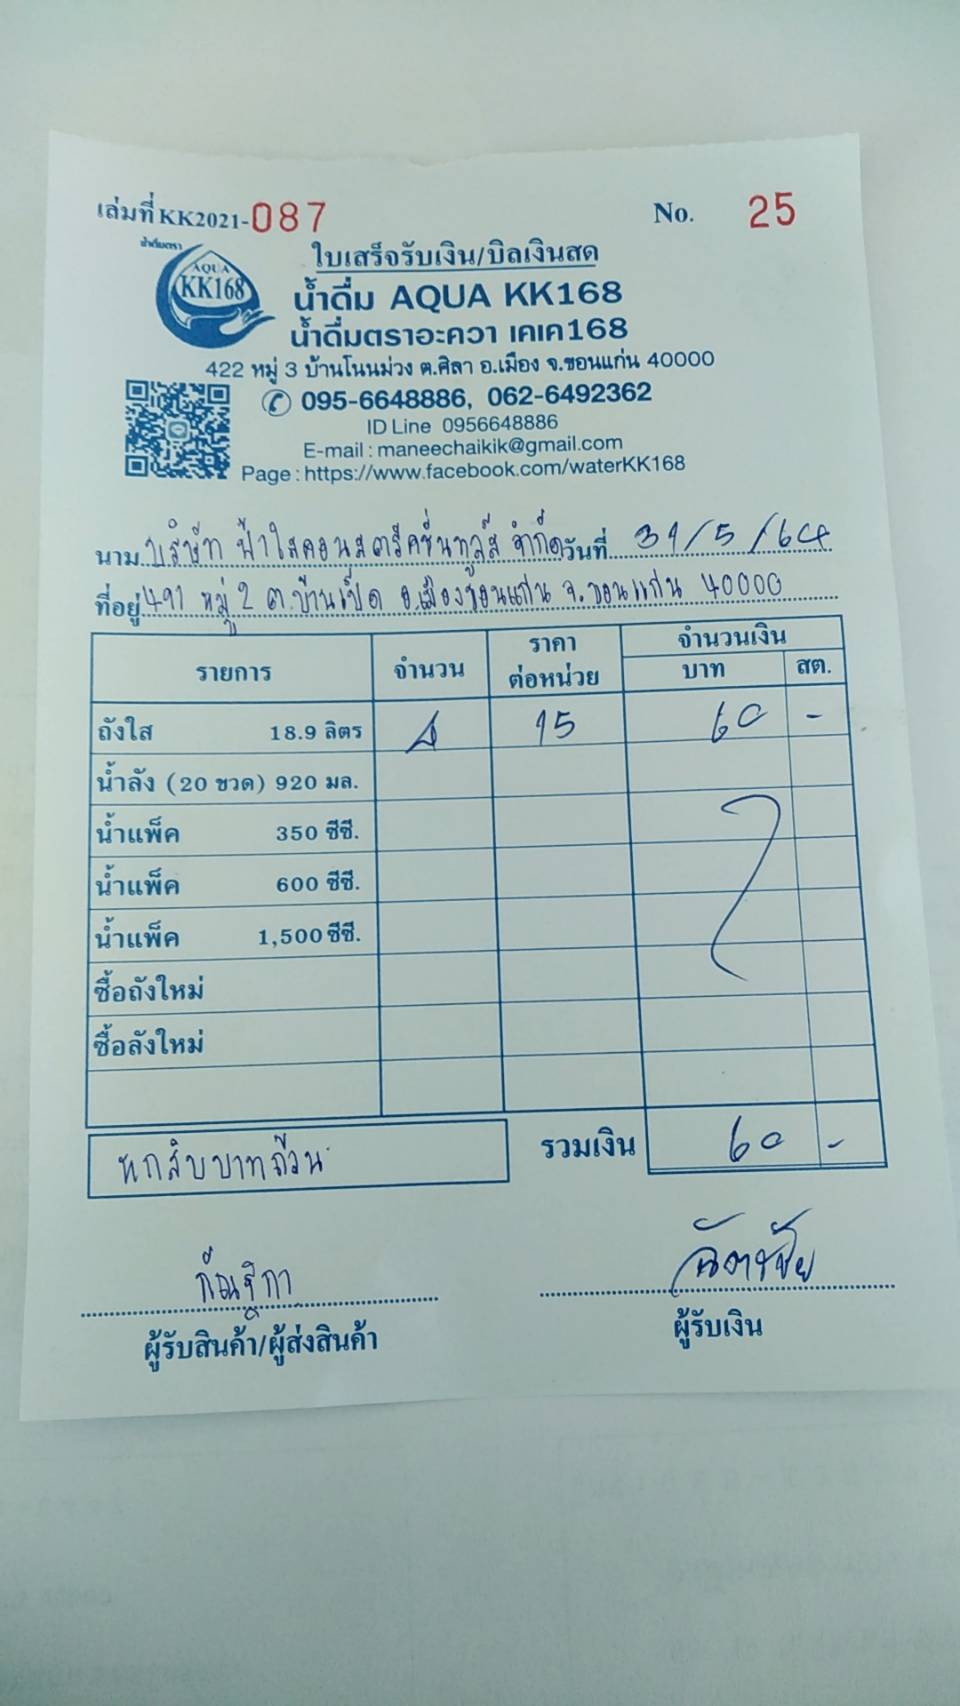 เล่มที่ KK2021-087 No. 25
น้ำดื่มตรา
AQUA
KK168
ใบเสร็จรับเงิน/บิลเงินสด
น้ำดื่ม AQUA KK168
น้ำดื่มตราอะควา เคเค168
422 หมู่ 3 บ้านโนนม่วง ต.ศิลา อ.เมือง จ.ขอนแก่น 40000
095-6648886, 062-6492362
ID Line 0956648886
E-mail : maneechaikik@gmail.com
Page : https://www.facebook.com/waterKK168
นาม บริษัท ฟ้าใสคอนสตรัคชั่นทูลส์ จำกัด วันที่ 31/5/64
ที่อยู่ 491 หมู่ 2 ต.บ้านเป็ด อ.เมืองขอนแก่น จ.ขอนแก่น 40000
รายการ จำนวน ราคา ต่อหน่วย จำนวนเงิน บาท สต.
ถังใส 18.9 ลิตร 4 15 60 -
น้ำลัง (20 ขวด) 920 มล.
น้ำแพ็ค 350 ซีซี.
น้ำแพ็ค 600 ซีซี.
น้ำแพ็ค 1,500 ซีซี.
ซื้อถังใหม่
ซื้อลังใหม่
หกสิบบาทถ้วน รวมเงิน 60 -
กัณฐิกา ฉัตรชัย
ผู้รับสินค้า/ผู้ส่งสินค้า ผู้รับเงิน